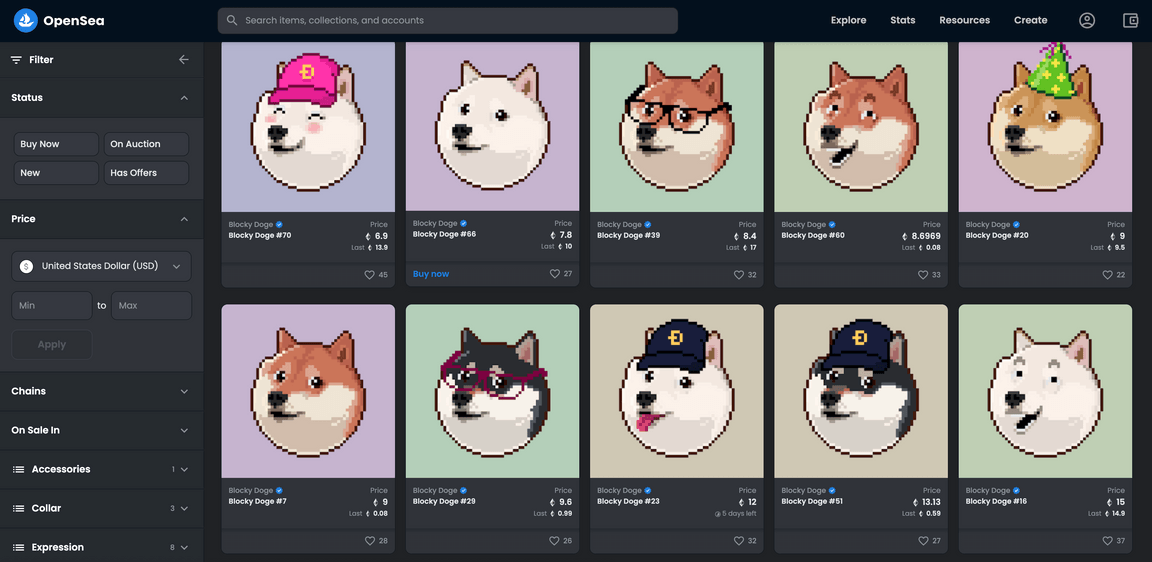 OpenSea
Search items, collections, and accounts
Explore
Stats
Resources
Create
Filter
Status
Buy Now
On Auction
New
Has Offers
Price
$ United States Dollar (USD)
Min
to
Max
Apply
Chains
On Sale In
Accessories 1
Collar 3
Expression 8
Blocky Doge Price
Blocky Doge #70 6.9
Last 13.9
45
Blocky Doge Price
Blocky Doge #66 7.8
Last 10
Buy now 27
Blocky Doge Price
Blocky Doge #39 8.4
Last 17
32
Blocky Doge Price
Blocky Doge #60 8.6969
Last 0.08
33
Blocky Doge Price
Blocky Doge #20 9
Last 9.5
22
Blocky Doge Price
Blocky Doge #7 9
Last 0.08
28
Blocky Doge Price
Blocky Doge #29 9.6
Last 0.99
26
Ð
Blocky Doge Price
Blocky Doge #23 12
5 days left
32
Ð
Blocky Doge Price
Blocky Doge #51 13.13
Last 0.59
27
Blocky Doge Price
Blocky Doge #16 15
Last 14.9
37